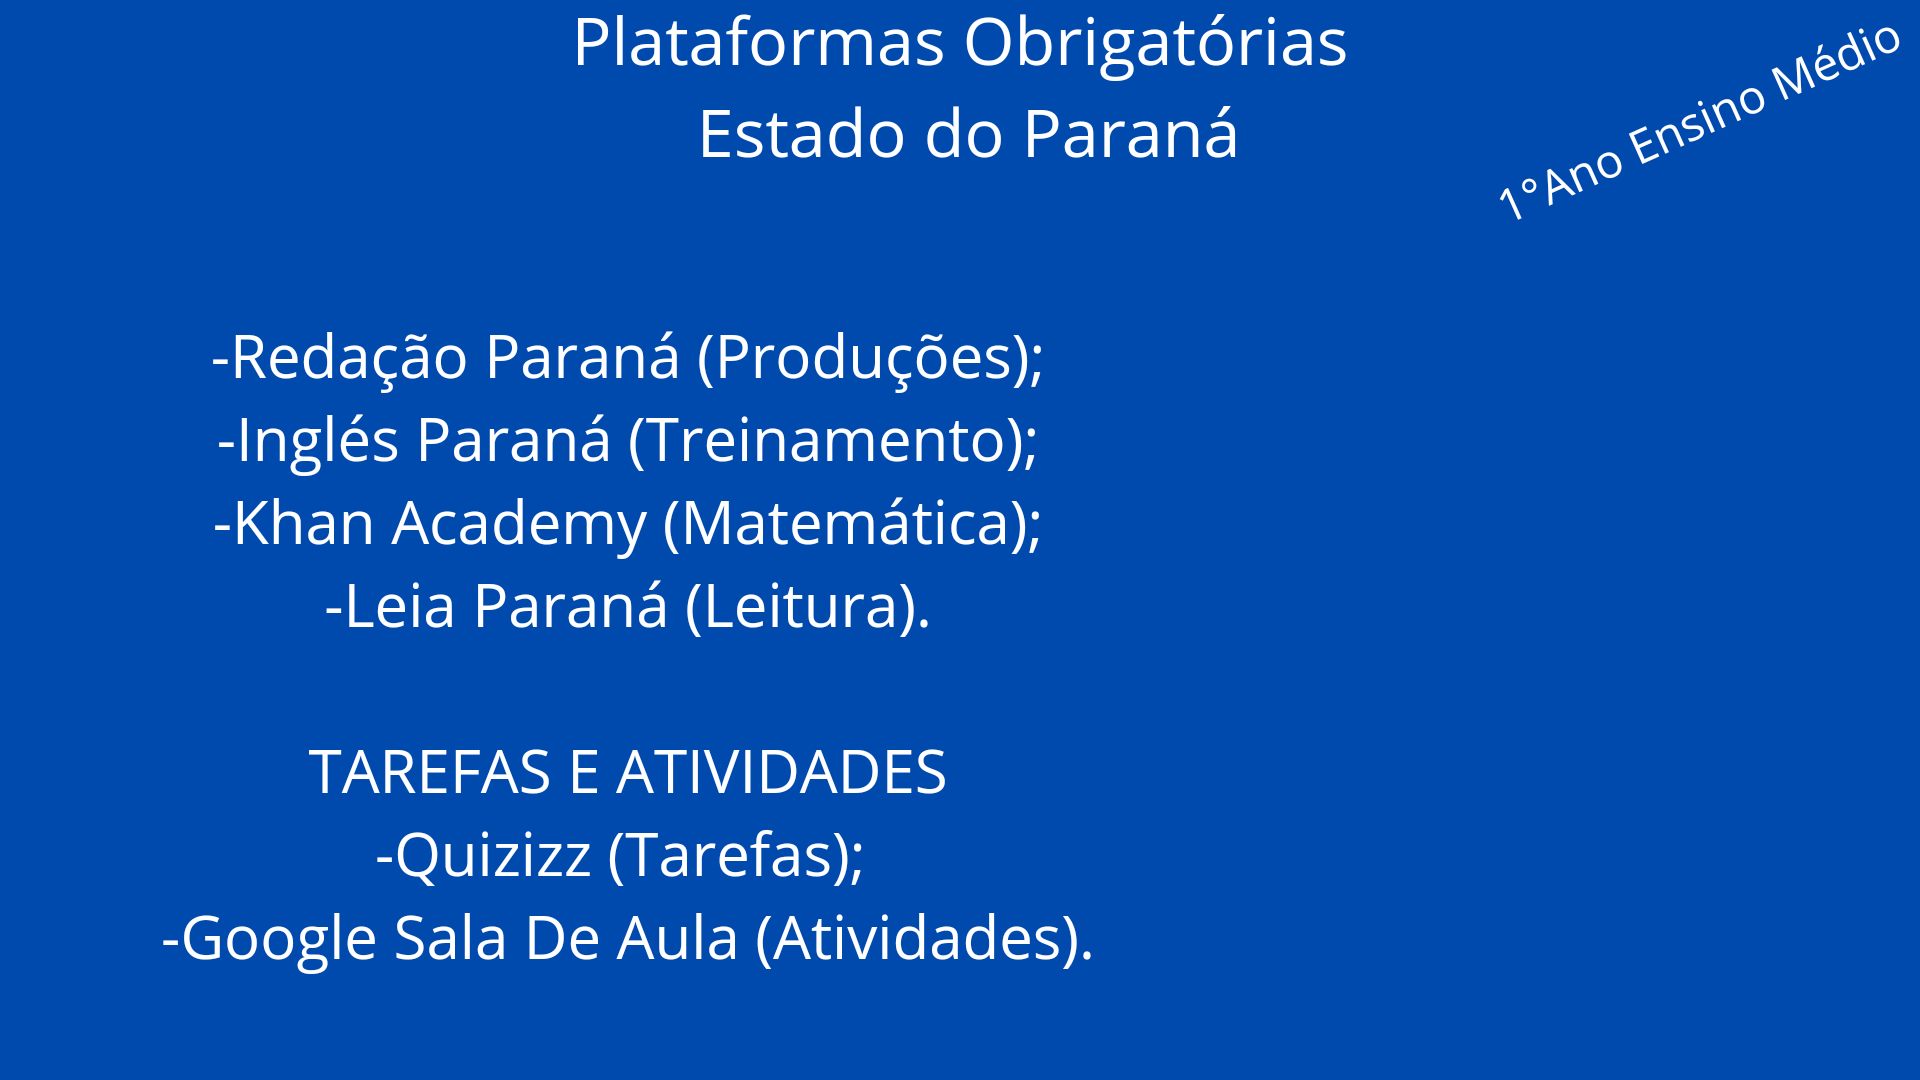 Plataformas Obrigatórias
Estado do Paraná
1°Ano Ensino Médio
-Redação Paraná (Produções);
-Inglés Paraná (Treinamento);
-Khan Academy (Matemática);
-Leia Paraná (Leitura).
TAREFAS E ATIVIDADES
-Quizizz (Tarefas);
-Google Sala De Aula (Atividades).